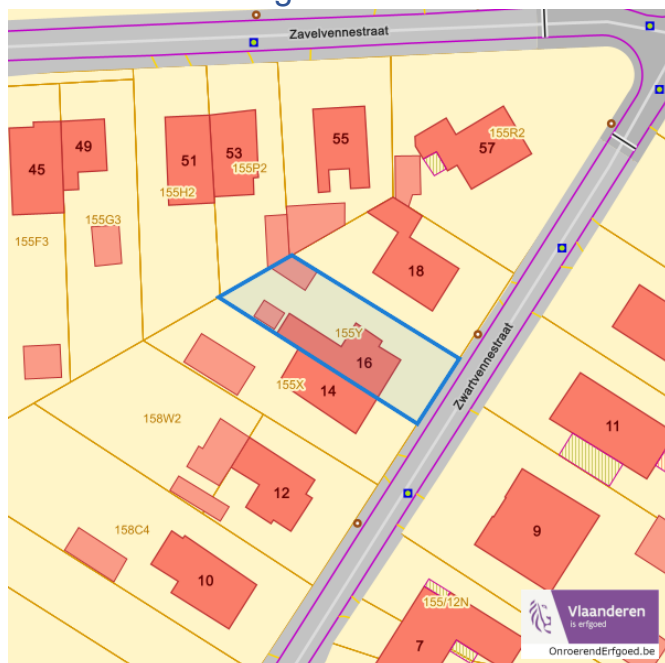 Zavelvennestraat
45
49
51
53
55
57
155R2
155P2
155H2
155G3
155F3
18
155Y
16
155X
14
Zwartvennestraat
158W2
11
12
9
158C4
10
155/12N
7
Vlaanderen
is erfgoed
OnroerendErfgoed.be